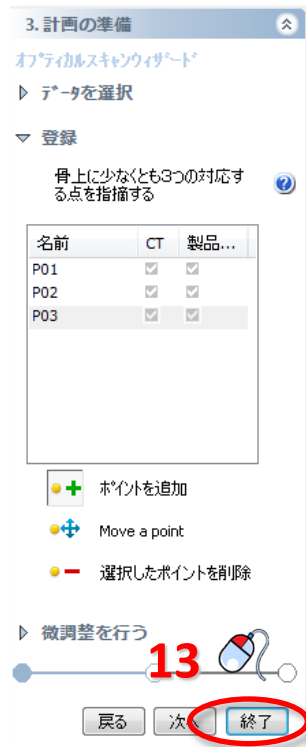 3. 計画の準備
オプティカルスキャンウィザード
データを選択
登録
骨上に少なくとも3つの対応す
る点を指摘する
名前 CT 製品...
P01
P02
P03
ポイントを追加
Move a point
選択したポイントを削除
微調整を行う
13
戻る 次 終了